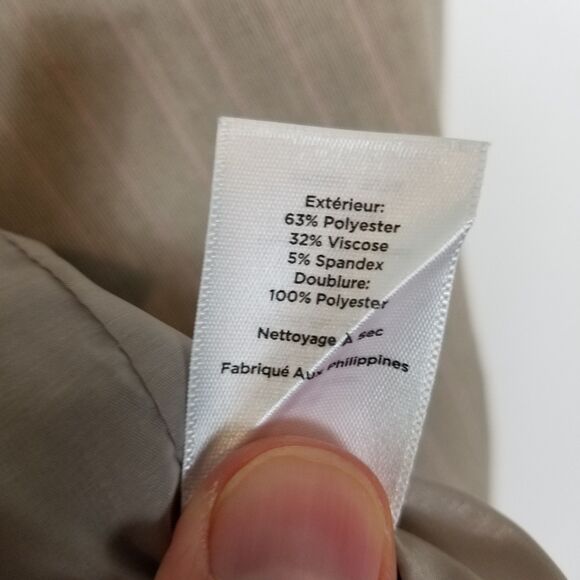 Extérieur:
63% Polyester
32% Viscose
5% Spandex
Doublure:
100% Polyester
Nettoyage À sec
Fabriqué Aux Philippines